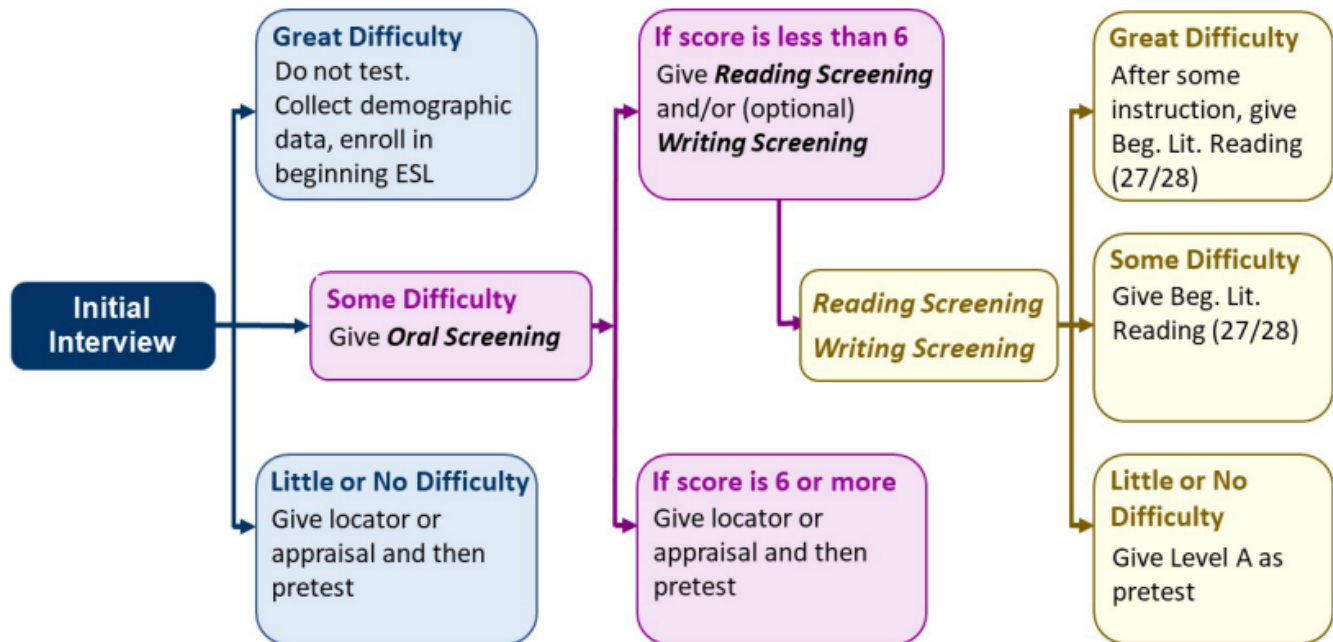 Great Difficulty
Do not test.
Collect demographic
data, enroll in
beginning ESL
If score is less than 6
Give Reading Screening
and/or (optional)
Writing Screening
Great Difficulty
After some
instruction, give
Beg. Lit. Reading
(27/28)
Initial
Interview
Some Difficulty
Give Oral Screening
Reading Screening
Writing Screening
Some Difficulty
Give Beg. Lit.
Reading (27/28)
Little or No Difficulty
Give locator or
appraisal and then
pretest
If score is 6 or more
Give locator or
appraisal and then
pretest
Little or No
Difficulty
Give Level A as
pretest